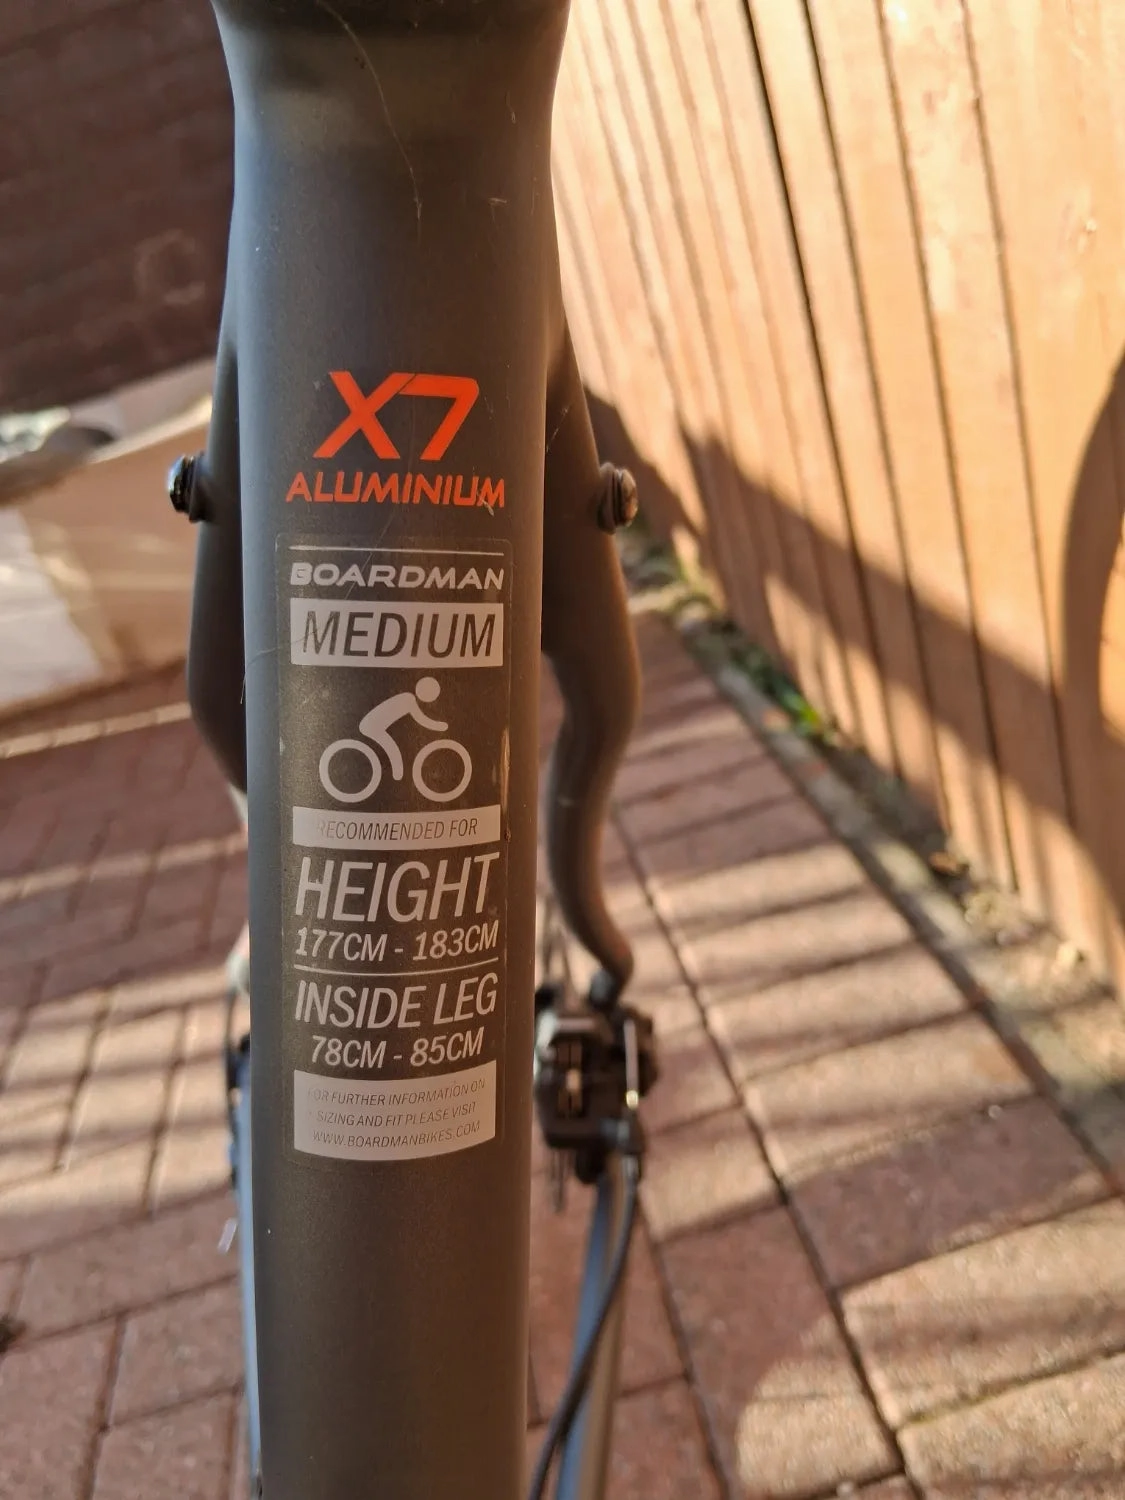 X7
ALUMINIUM
BOARDMAN
MEDIUM
RECOMMENDED FOR
HEIGHT
177CM - 183CM
INSIDE LEG
78CM - 85CM
FOR FURTHER INFORMATION ON
SIZING AND FIT PLEASE VISIT
WWW.BOARDMANBIKES.COM